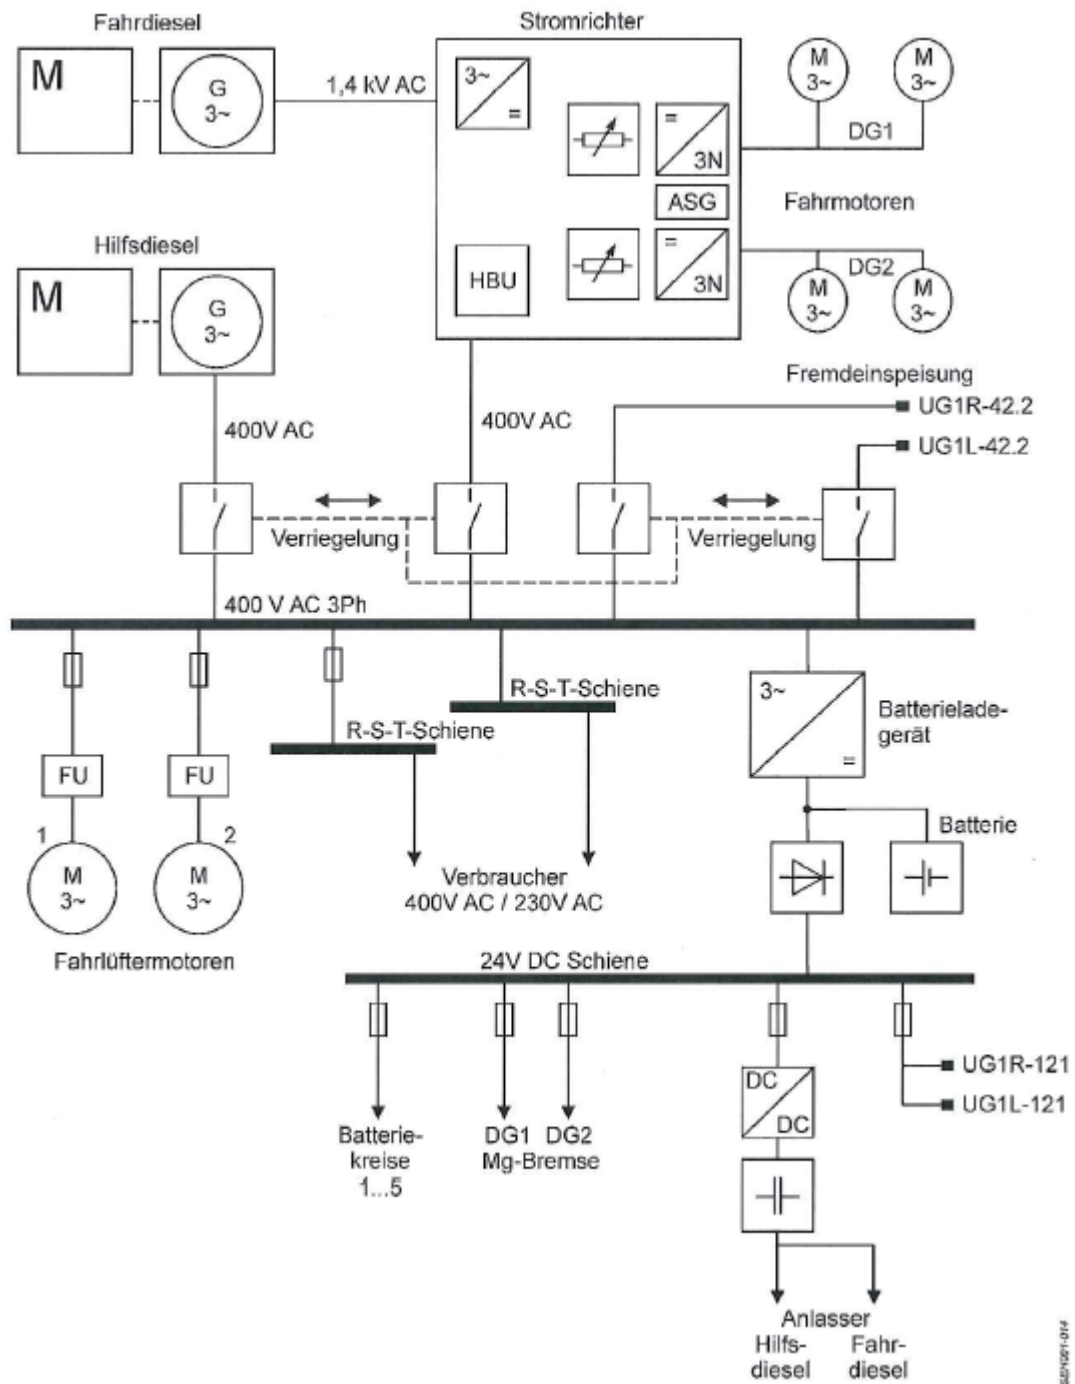 Fahrdiesel
Stromrichter
M
G
3~
1,4 kV AC
3~
=
=
3N
ASG
HBU
=
3N
M
3~
M
3~
DG1
Fahrmotoren
DG2
M
3~
M
3~
Hilfsdiesel
M
G
3~
Fremdeinspeisung
UG1R-42.2
UG1L-42.2
400V AC
400V AC
Verriegelung
Verriegelung
400 V AC 3Ph
R-S-T-Schiene
R-S-T-Schiene
3~
=
Batterielade-
gerät
FU
FU
1
M
3~
2
M
3~
Fahrlüftermotoren
Verbraucher
400V AC / 230V AC
Batterie
24V DC Schiene
UG1R-121
UG1L-121
DC
DC
Batterie-
kreise
1...5
DG1 DG2
Mg-Bremse
Anlasser
Hilfs-
diesel
Fahr-
diesel